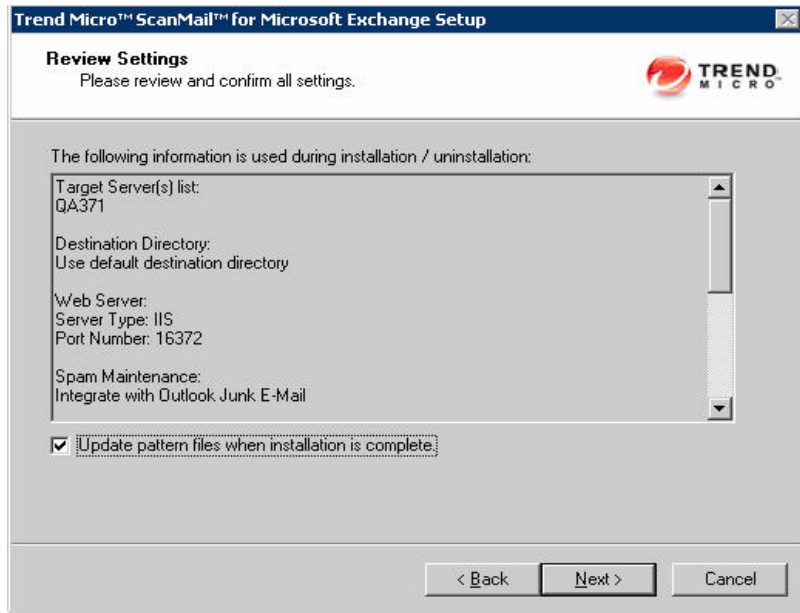 Trend Micro™ ScanMail™ for Microsoft Exchange Setup
Review Settings
Please review and confirm all settings.
TREND
MICRO™
The following information is used during installation / uninstallation:
Target Server(s) list:
QA371
Destination Directory:
Use default destination directory
Web Server:
Server Type: IIS
Port Number: 16372
Spam Maintenance:
Integrate with Outlook Junk E-Mail
Update pattern files when installation is complete.
< Back
Next >
Cancel